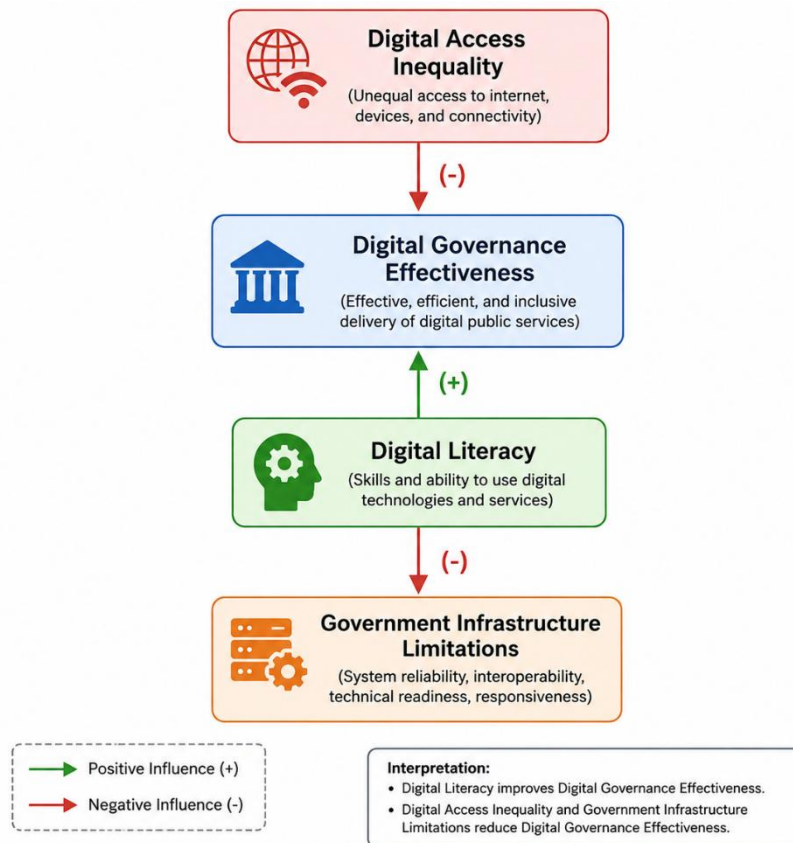 Digital Access
Inequality
(Unequal access to internet,
devices, and connectivity)
(-)
Digital Governance
Effectiveness
(Effective, efficient, and inclusive
delivery of digital public services)
(+)
Digital Literacy
(Skills and ability to use digital
technologies and services)
(-)
Government Infrastructure
Limitations
(System reliability, interoperability,
technical readiness, responsiveness)
Positive Influence (+)
Negative Influence (-)
Interpretation:
• Digital Literacy improves Digital Governance Effectiveness.
• Digital Access Inequality and Government Infrastructure
Limitations reduce Digital Governance Effectiveness.